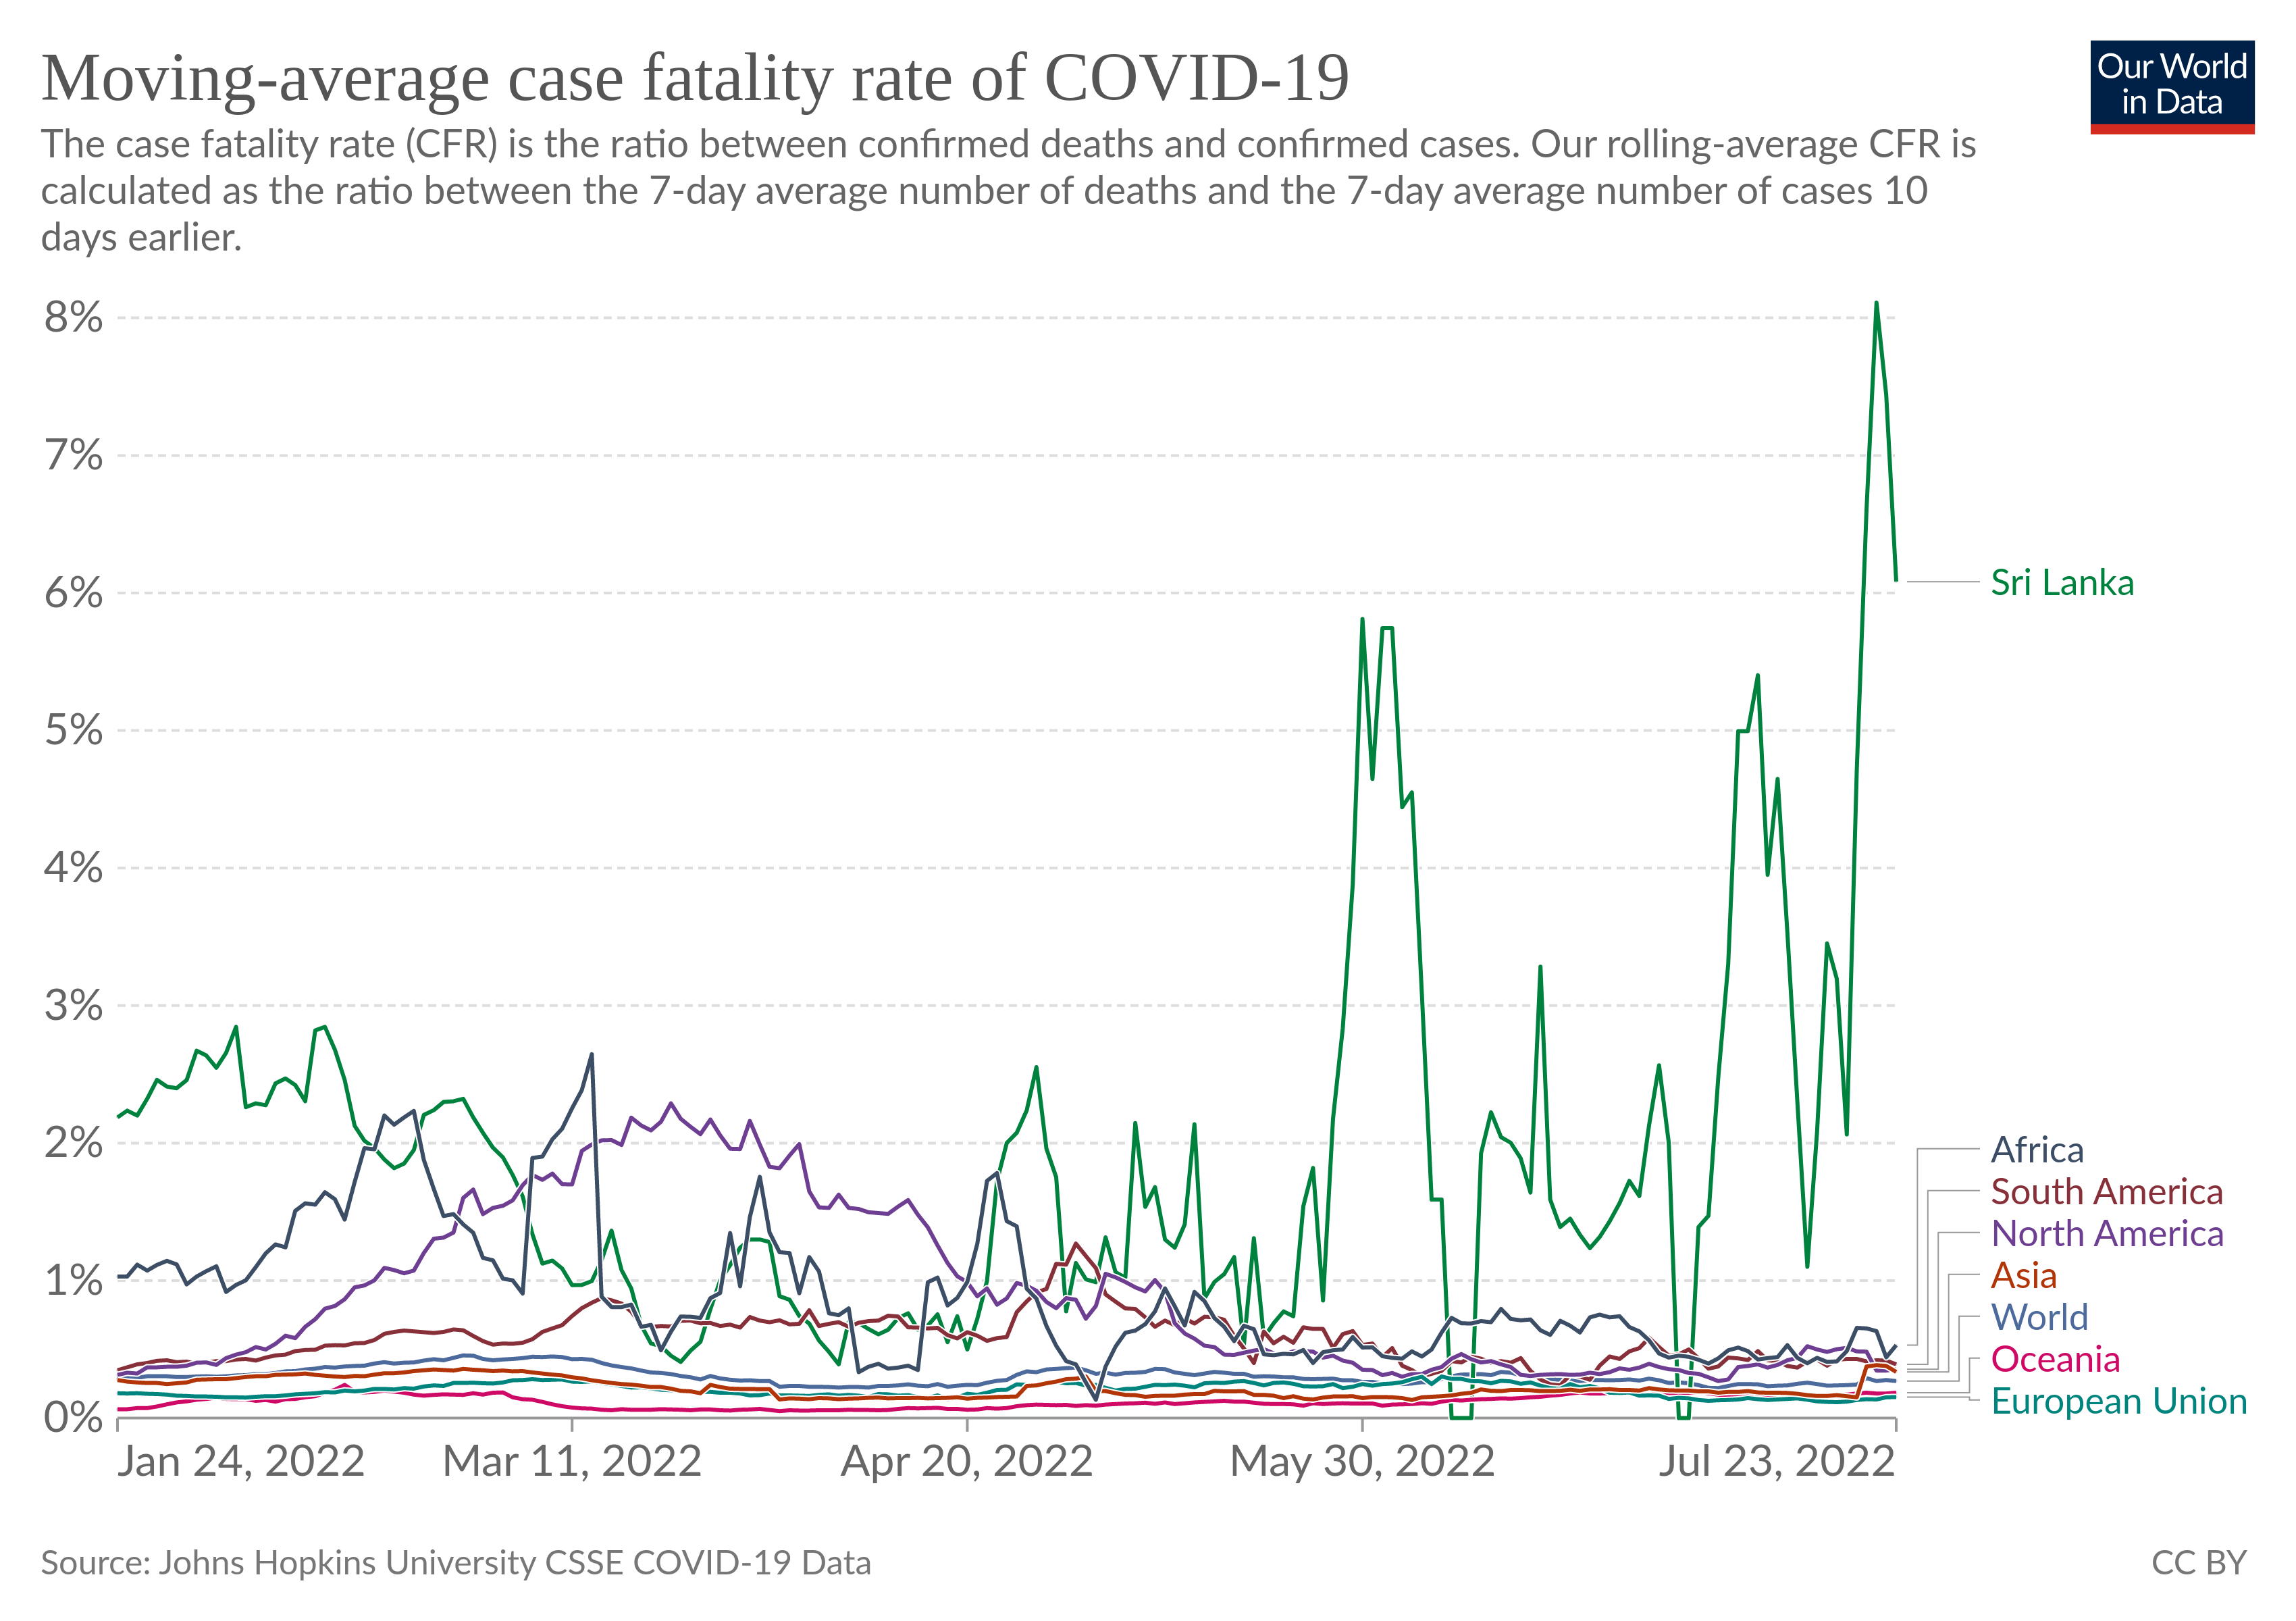 Moving-average case fatality rate of COVID-19
Our World
in Data
The case fatality rate (CFR) is the ratio between confirmed deaths and confirmed cases. Our rolling-average CFR is
calculated as the ratio between the 7-day average number of deaths and the 7-day average number of cases 10
days earlier.
8%
7%
6%
5%
4%
3%
2%
1%
0%
Sri Lanka
Africa
South America
North America
Asia
World
Oceania
European Union
Jan 24, 2022
Mar 11, 2022
Apr 20, 2022
May 30, 2022
Jul 23, 2022
Source: Johns Hopkins University CSSE COVID-19 Data
CC BY